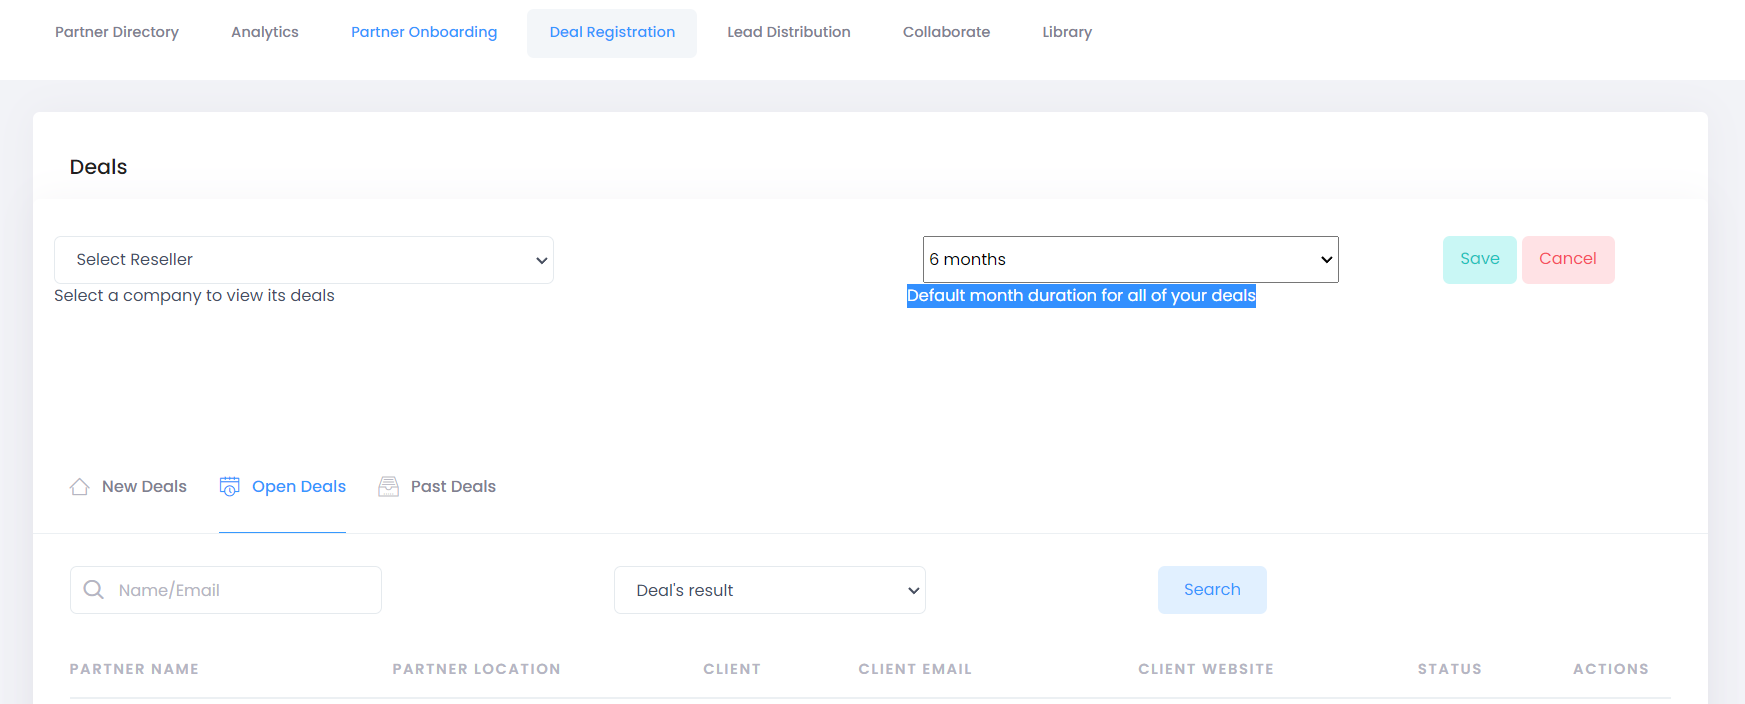 Partner Directory Analytics Partner Onboarding Deal Registration Lead Distribution Collaborate Library
Deals
Select Reseller 6 months Save Cancel
Select a company to view its deals Default month duration for all of your deals
New Deals Open Deals Past Deals
Name/Email Deal's result Search
PARTNER NAME PARTNER LOCATION CLIENT CLIENT EMAIL CLIENT WEBSITE STATUS ACTIONS